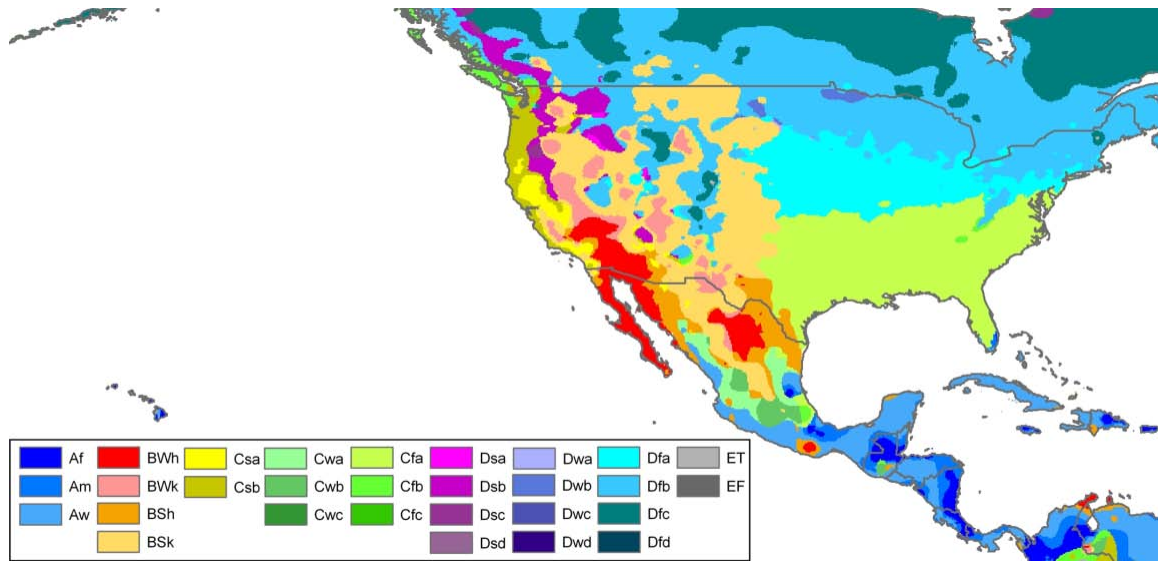 Af BWh Csa Cwa Cfa Dsa Dwa Dfa ET
Am BWk Csb Cwb Cfb Dsb Dwb Dfb EF
Aw BSh Cwc Cfc Dsc Dwc Dfc
BSk Dsd Dwd Dfd